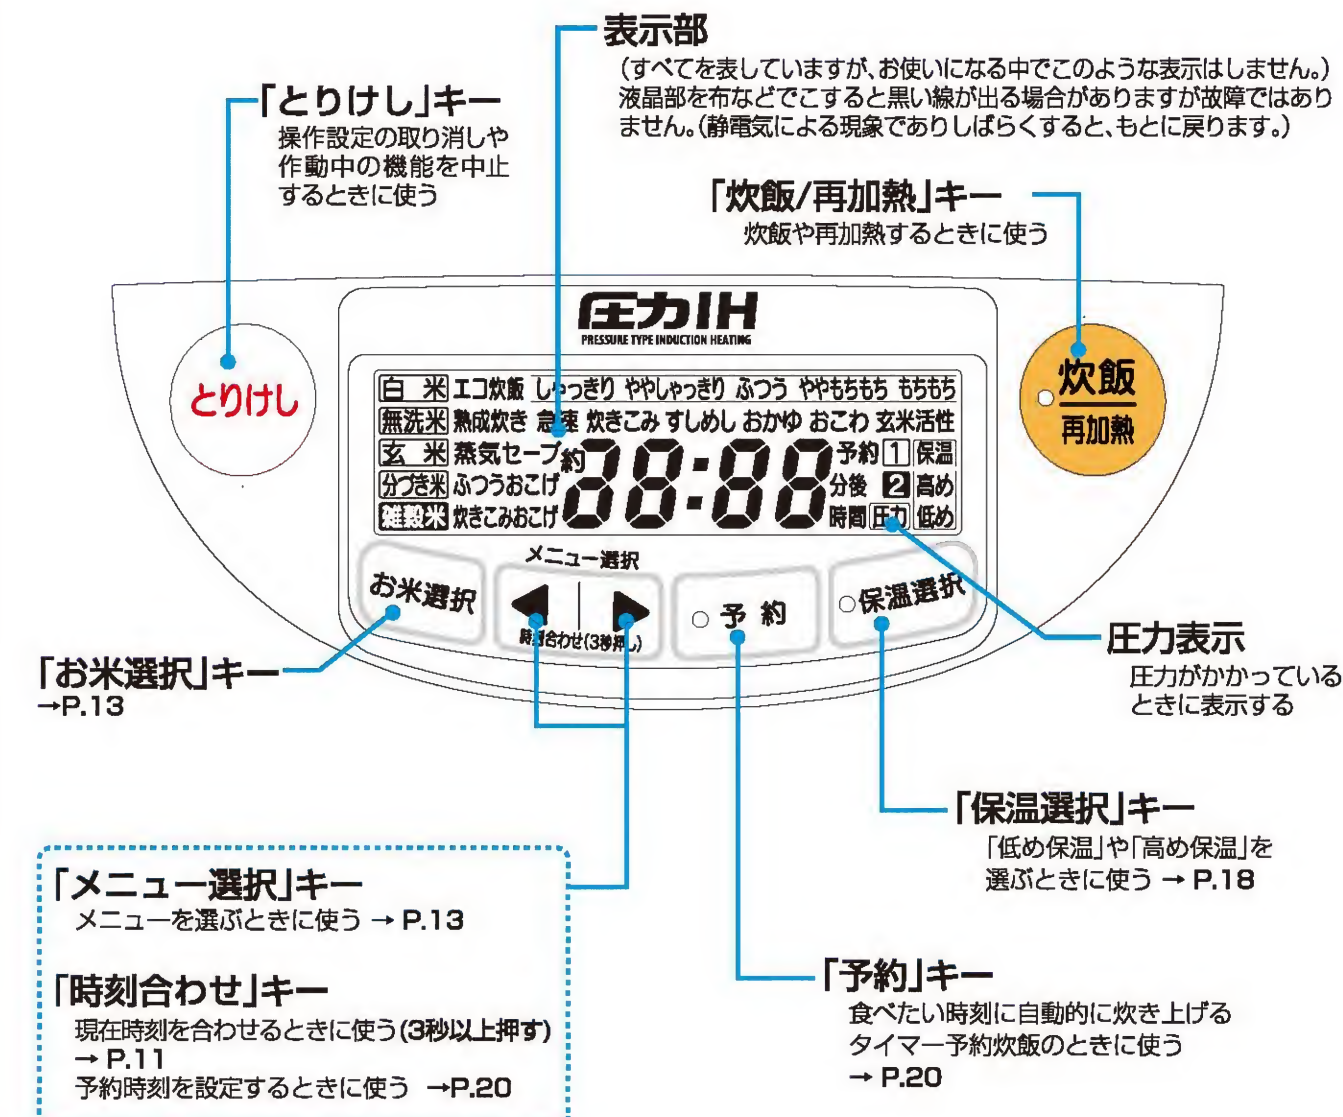 表示部
(すべてを表していますが、お使いになる中でこのような表示はしません。)
液晶部を布などでこすると黒い線が出る場合がありますが故障ではあり
ません。(静電気による現象でありしばらくすると、もとに戻ります。)
「とりけし」キー
操作設定の取り消しや
作動中の機能を中止
するときに使う
「炊飯/再加熱」キー
炊飯や再加熱するときに使う
圧力IH
PRESSURE TYPE INDUCTION HEATING
とりけし
白 米 エコ炊飯 しゃっきり ややしゃっきり ふつう ややもちもち もちもち
無洗米 熟成炊き 急速 炊きこみ すしめし おかゆ おこわ 玄米活性
玄 米 蒸気セーブ 約 38:88 予約 1 保温
分づき米 ふつうおこげ 分後 2 高め
雑穀米 炊きこみおこげ 時間 圧力 低め
炊飯
再加熱
お米選択
メニュー選択
◀ ▶
時刻合わせ(3秒押し)
予 約
保温選択
「お米選択」キー
→P.13
圧力表示
圧力がかかっている
ときに表示する
「保温選択」キー
「低め保温」や「高め保温」を
選ぶときに使う → P.18
「メニュー選択」キー
メニューを選ぶときに使う → P.13
「時刻合わせ」キー
現在時刻を合わせるときに使う(3秒以上押す)
→ P.11
予約時刻を設定するときに使う →P.20
「予約」キー
食べたい時刻に自動的に炊き上げる
タイマー予約炊飯のときに使う
→ P.20